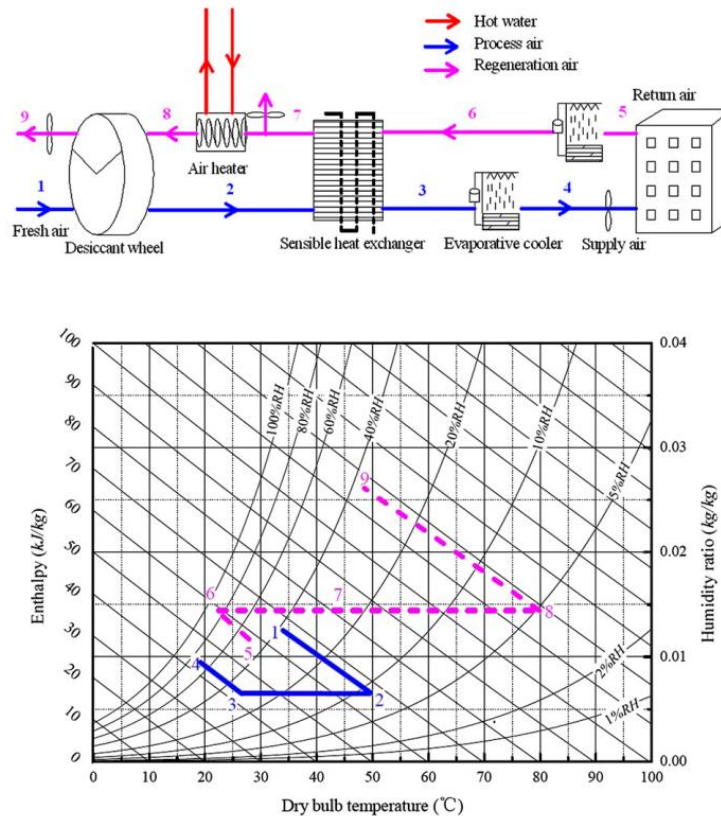 Hot water
Process air
Regeneration air
9
8
7
6
5
Return air
Air heater
1
2
3
4
Fresh air
Desiccant wheel
Sensible heat exchanger
Evaporative cooler
Supply air
100
90
80
70
60
50
40
30
20
10
0
Enthalpy (kJ/kg)
100%RH
80%RH
60%RH
40%RH
20%RH
10%RH
5%RH
2%RH
1%RH
9
6
7
8
1
5
4
3
2
0.04
0.03
0.02
0.01
0.00
Humidity ratio (kg/kg)
0 10 20 30 40 50 60 70 80 90 100
Dry bulb temperature (℃)